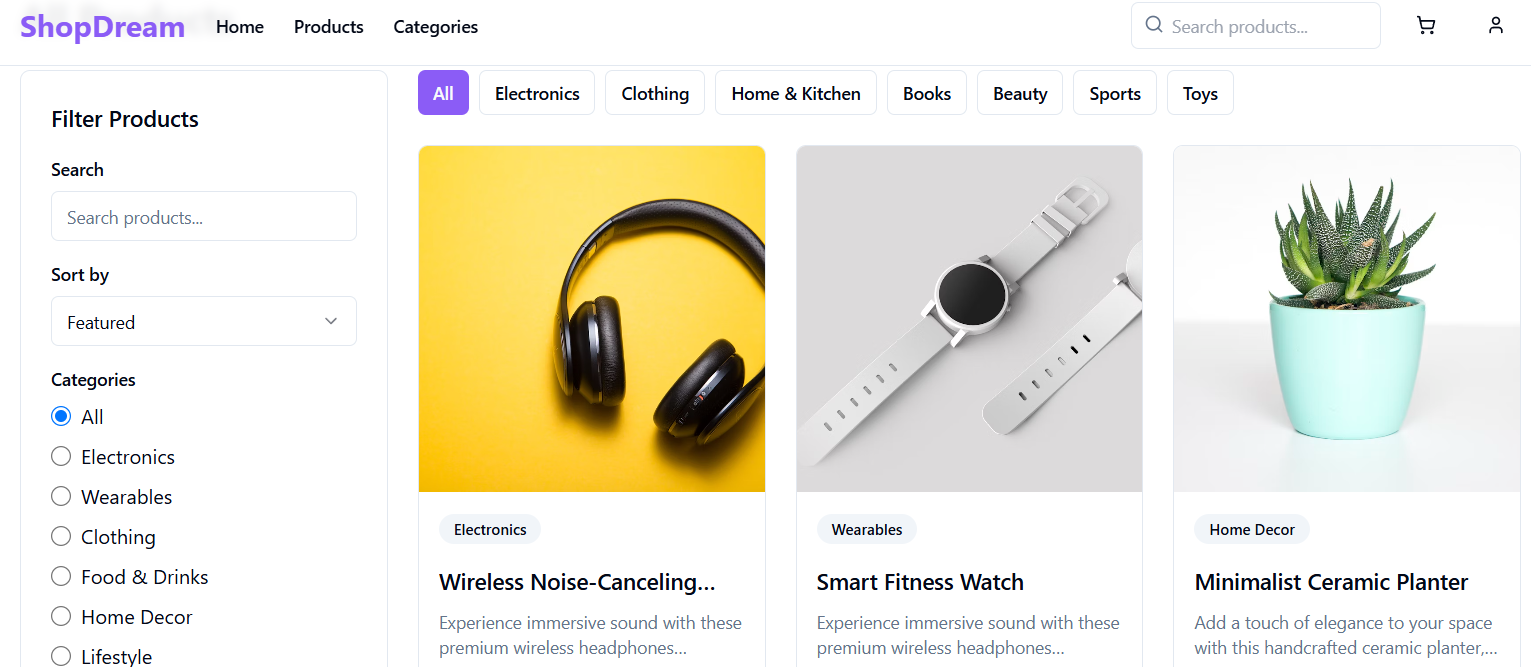 ShopDream
Home
Products
Categories
Search products...
Filter Products
Search
Search products...
Sort by
Featured
Categories
All
Electronics
Wearables
Clothing
Food & Drinks
Home Decor
Lifestyle
All
Electronics
Clothing
Home & Kitchen
Books
Beauty
Sports
Toys
Electronics
Wireless Noise-Canceling...
Experience immersive sound with these
premium wireless headphones...
Wearables
Smart Fitness Watch
Experience immersive sound with these
premium wireless headphones...
Home Decor
Minimalist Ceramic Planter
Add a touch of elegance to your space
with this handcrafted ceramic planter,...